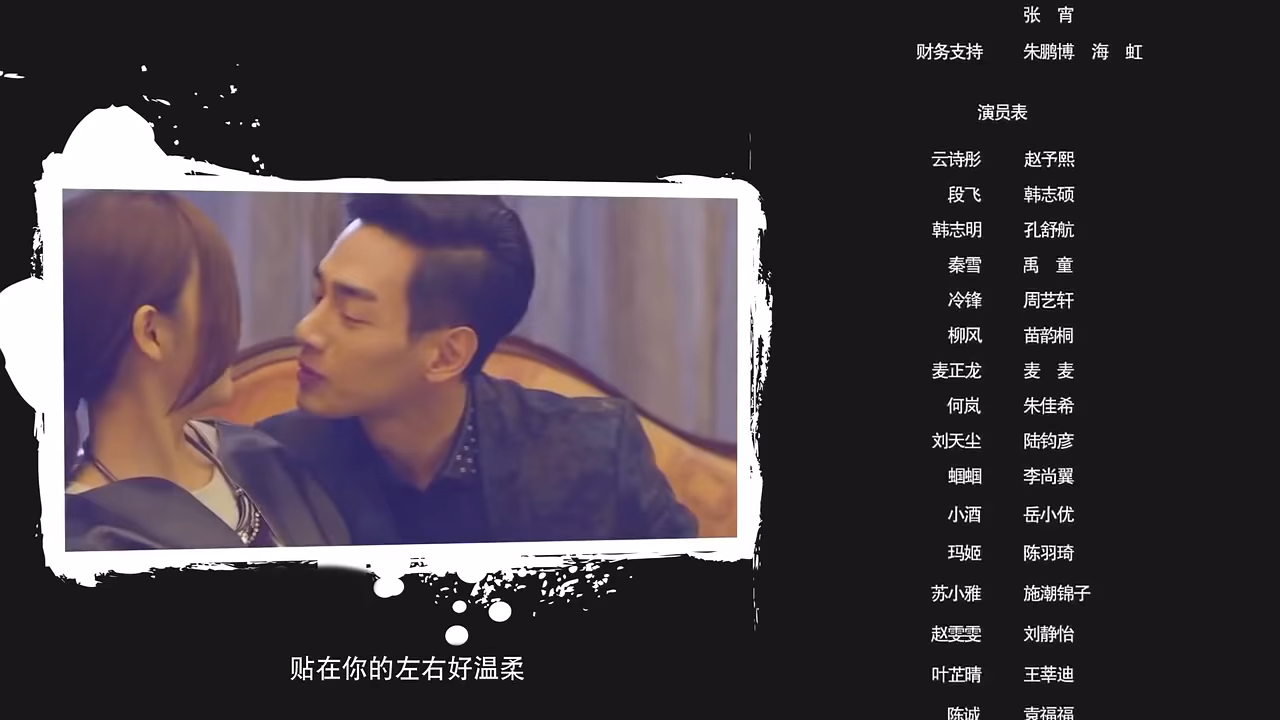 张　宵
财务支持　朱鹏博　海　虹
演员表
云诗彤　赵予熙
段飞　韩志硕
韩志明　孔舒航
秦雪　禹　童
冷锋　周艺轩
柳风　苗韵桐
麦正龙　麦　麦
何岚　朱佳希
刘天尘　陆钧彦
蝈蝈　李尚翼
小酒　岳小优
玛姬　陈羽琦
苏小雅　施潮锦子
赵雯雯　刘静怡
叶芷晴　王莘迪
陈诚　袁福福
贴在你的左右好温柔